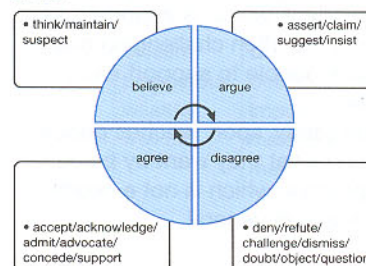 • think/maintain/
suspect
• assert/claim/
suggest/insist
believe
argue
agree
disagree
• accept/acknowledge/
admit/advocate/
concede/support
• deny/refute/
challenge/dismiss/
doubt/object/question